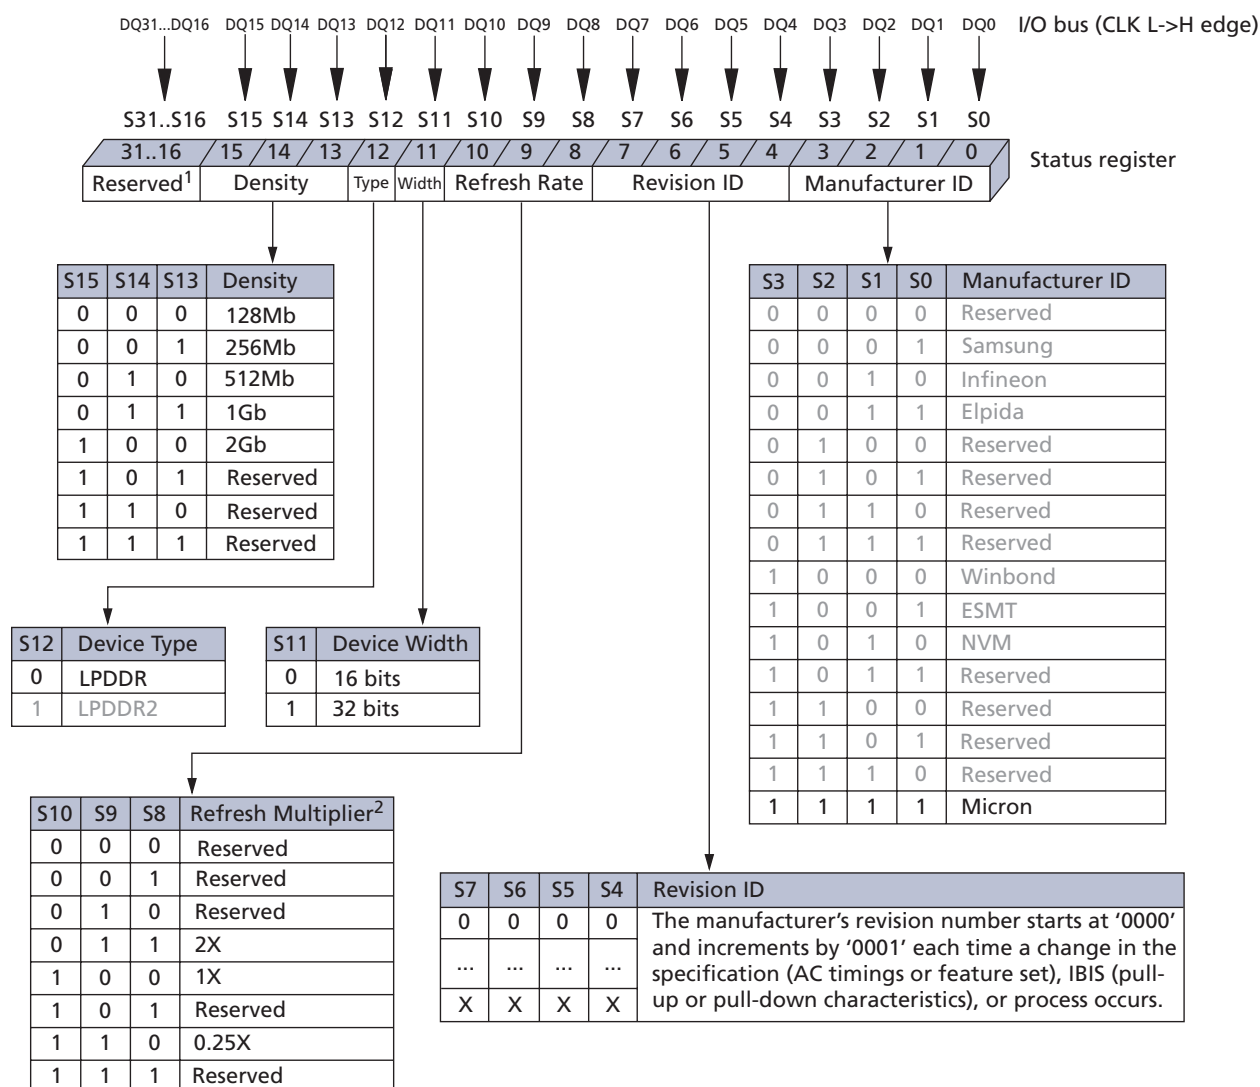 DQ31...DQ16 DQ15 DQ14 DQ13 DQ12 DQ11 DQ10 DQ9 DQ8 DQ7 DQ6 DQ5 DQ4 DQ3 DQ2 DQ1 DQ0 I/O bus (CLK L->H edge)
S31..S16 S15 S14 S13 S12 S11 S10 S9 S8 S7 S6 S5 S4 S3 S2 S1 S0
31..16 15 14 13 12 11 10 9 8 7 6 5 4 3 2 1 0 Status register
Reserved1 Density Type Width Refresh Rate Revision ID Manufacturer ID
S15 S14 S13 Density
0 0 0 128Mb
0 0 1 256Mb
0 1 0 512Mb
0 1 1 1Gb
1 0 0 2Gb
1 0 1 Reserved
1 1 0 Reserved
1 1 1 Reserved
S3 S2 S1 S0 Manufacturer ID
0 0 0 0 Reserved
0 0 0 1 Samsung
0 0 1 0 Infineon
0 0 1 1 Elpida
0 1 0 0 Reserved
0 1 0 1 Reserved
0 1 1 0 Reserved
0 1 1 1 Reserved
1 0 0 0 Winbond
1 0 0 1 ESMT
1 0 1 0 NVM
1 0 1 1 Reserved
1 1 0 0 Reserved
1 1 0 1 Reserved
1 1 1 0 Reserved
1 1 1 1 Micron
S12 Device Type
0 LPDDR
1 LPDDR2
S11 Device Width
0 16 bits
1 32 bits
S10 S9 S8 Refresh Multiplier2
0 0 0 Reserved
0 0 1 Reserved
0 1 0 Reserved
0 1 1 2X
1 0 0 1X
1 0 1 Reserved
1 1 0 0.25X
1 1 1 Reserved
S7 S6 S5 S4 Revision ID
0 0 0 0
... ... ... ...
X X X X
The manufacturer's revision number starts at '0000'
and increments by '0001' each time a change in the
specification (AC timings or feature set), IBIS (pull-
up or pull-down characteristics), or process occurs.